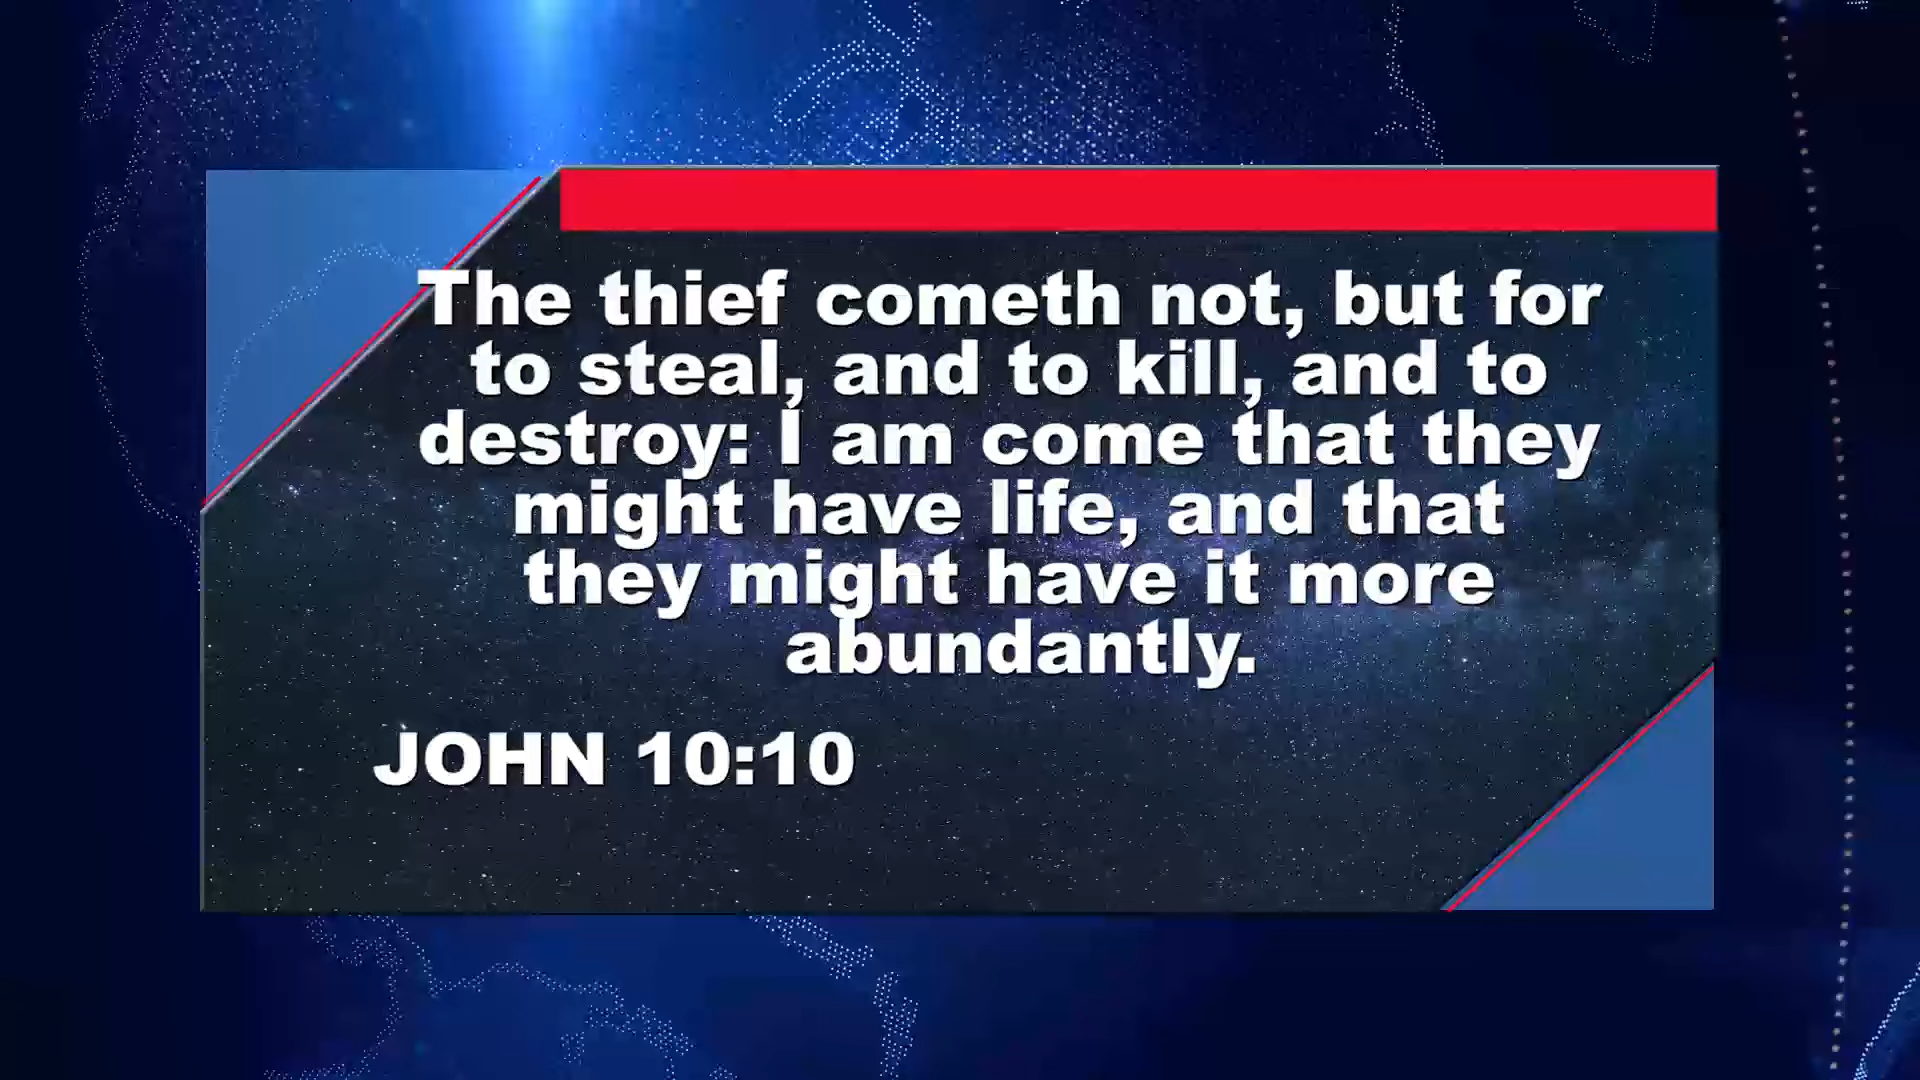 The thief cometh not, but for
to steal, and to kill, and to
destroy: I am come that they
might have life, and that
they might have it more
abundantly.
JOHN 10:10